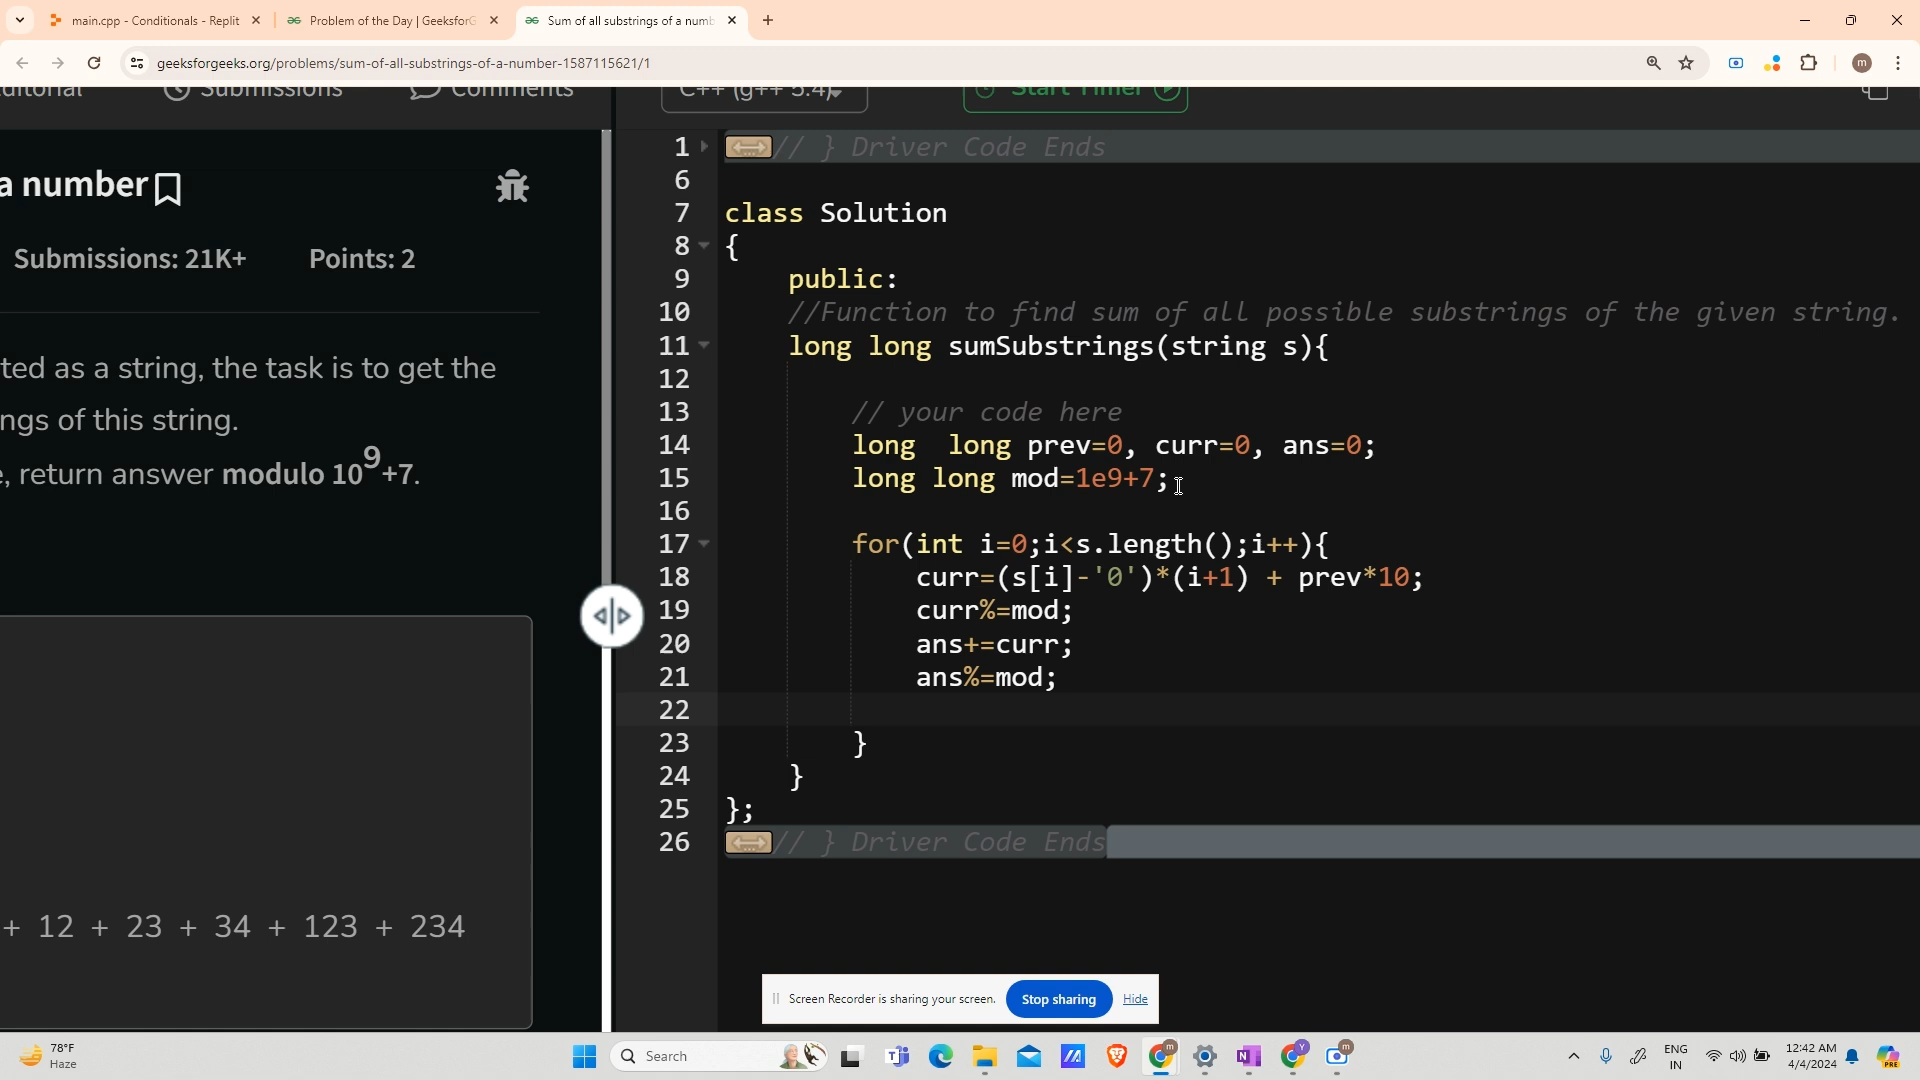 main.cpp - Conditionals - Replit
Problem of the Day | GeeksforG
Sum of all substrings of a numb
geeksforgeeks.org/problems/sum-of-all-substrings-of-a-number-1587115621/1
m
Editorial Submissions Comments
C++ (g++ 5.4)
Start Timer
a number
Submissions: 21K+ Points: 2
ted as a string, the task is to get the
ngs of this string.
e, return answer modulo 10^9+7.
+ 12 + 23 + 34 + 123 + 234
1 // } Driver Code Ends
6
7 class Solution
8 {
9 public:
10 //Function to find sum of all possible substrings of the given string.
11 long long sumSubstrings(string s){
12
13 // your code here
14 long  long prev=0, curr=0, ans=0;
15 long long mod=1e9+7;
16
17 for(int i=0;i<s.length();i++){
18 curr=(s[i]-'0')*(i+1) + prev*10;
19 curr%=mod;
20 ans+=curr;
21 ans%=mod;
22
23 }
24 }
25 };
26 // } Driver Code Ends
Screen Recorder is sharing your screen. Stop sharing Hide
78°F
Haze
Search
ENG
IN
12:42 AM
4/4/2024